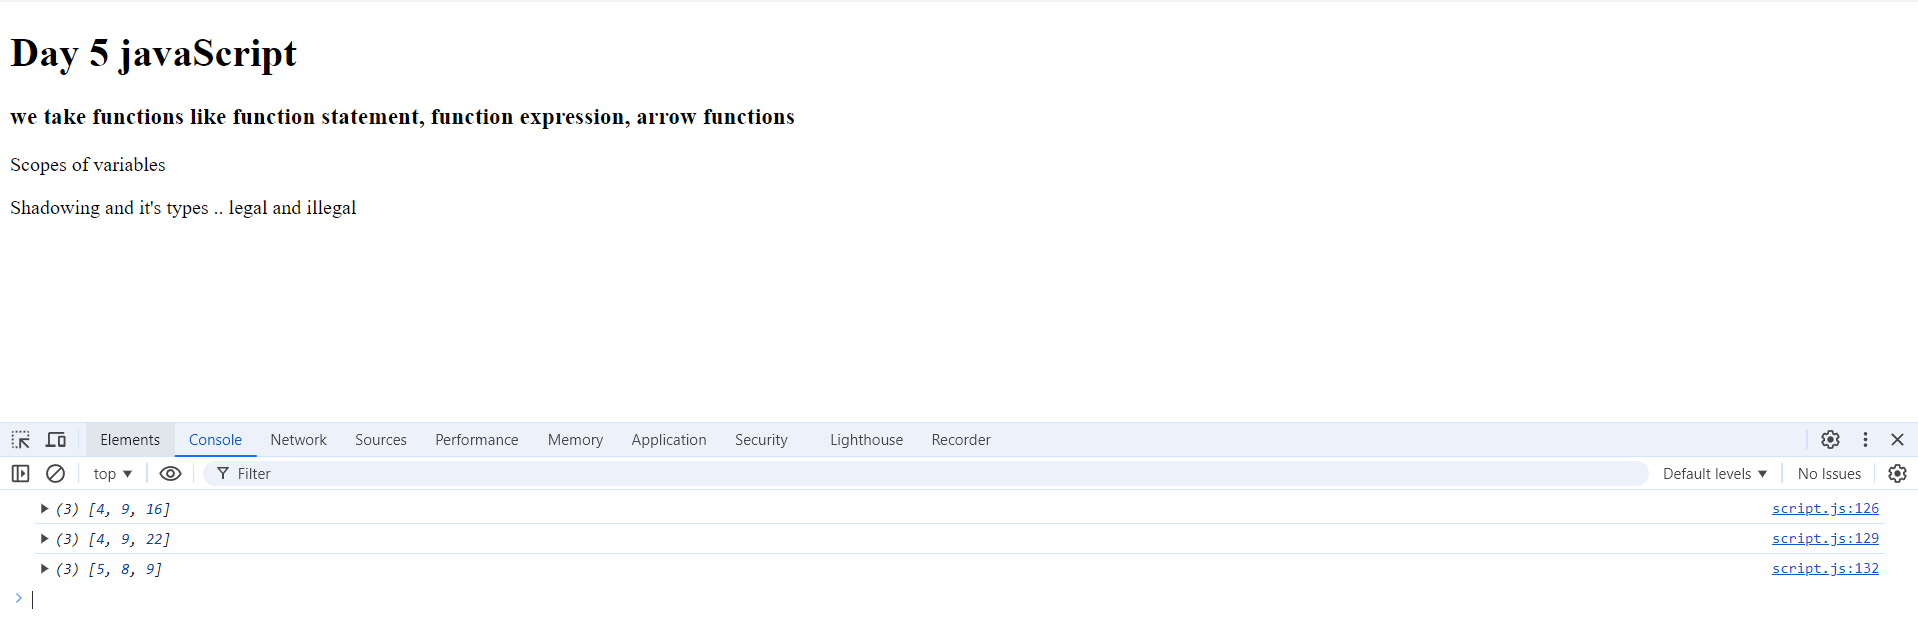 Day 5 javaScript
we take functions like function statement, function expression, arrow functions
Scopes of variables
Shadowing and it's types .. legal and illegal
Elements Console Network Sources Performance Memory Application Security Lighthouse Recorder
top Filter Default levels No Issues
(3) [4, 9, 16] script.js:126
(3) [4, 9, 22] script.js:129
(3) [5, 8, 9] script.js:132